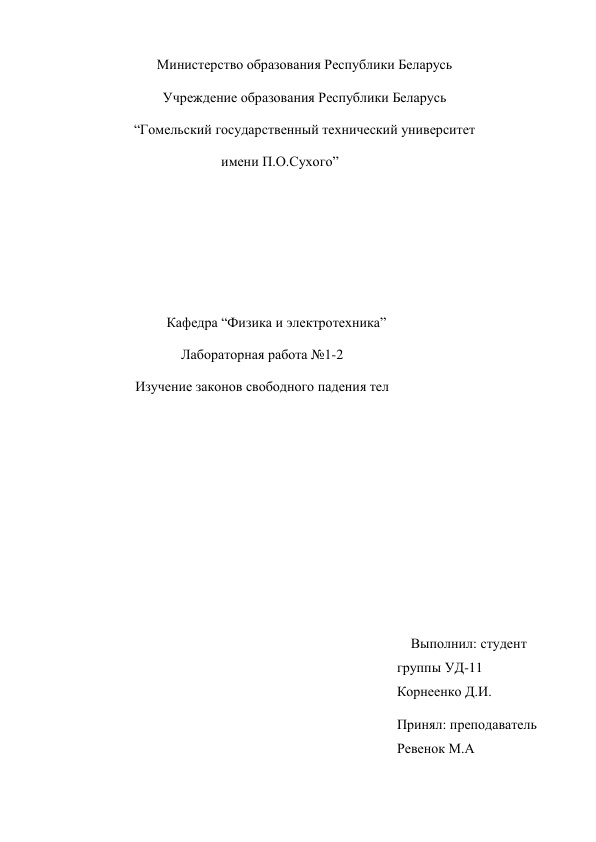 Министерство образования Республики Беларусь
Учреждение образования Республики Беларусь
“Гомельский государственный технический университет
имени П.О.Сухого”
Кафедра “Физика и электротехника”
Лабораторная работа №1-2
Изучение законов свободного падения тел
Выполнил: студент
группы УД-11
Корнеенко Д.И.
Принял: преподаватель
Ревенок М.А